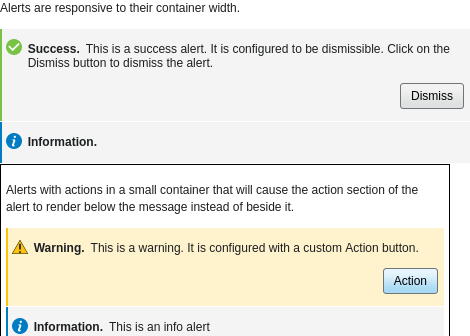 Alerts are responsive to their container width.
Success. This is a success alert. It is configured to be dismissible. Click on the
Dismiss button to dismiss the alert.
Dismiss
Information.
Alerts with actions in a small container that will cause the action section of the
alert to render below the message instead of beside it.
Warning. This is a warning. It is configured with a custom Action button.
Action
Information. This is an info alert